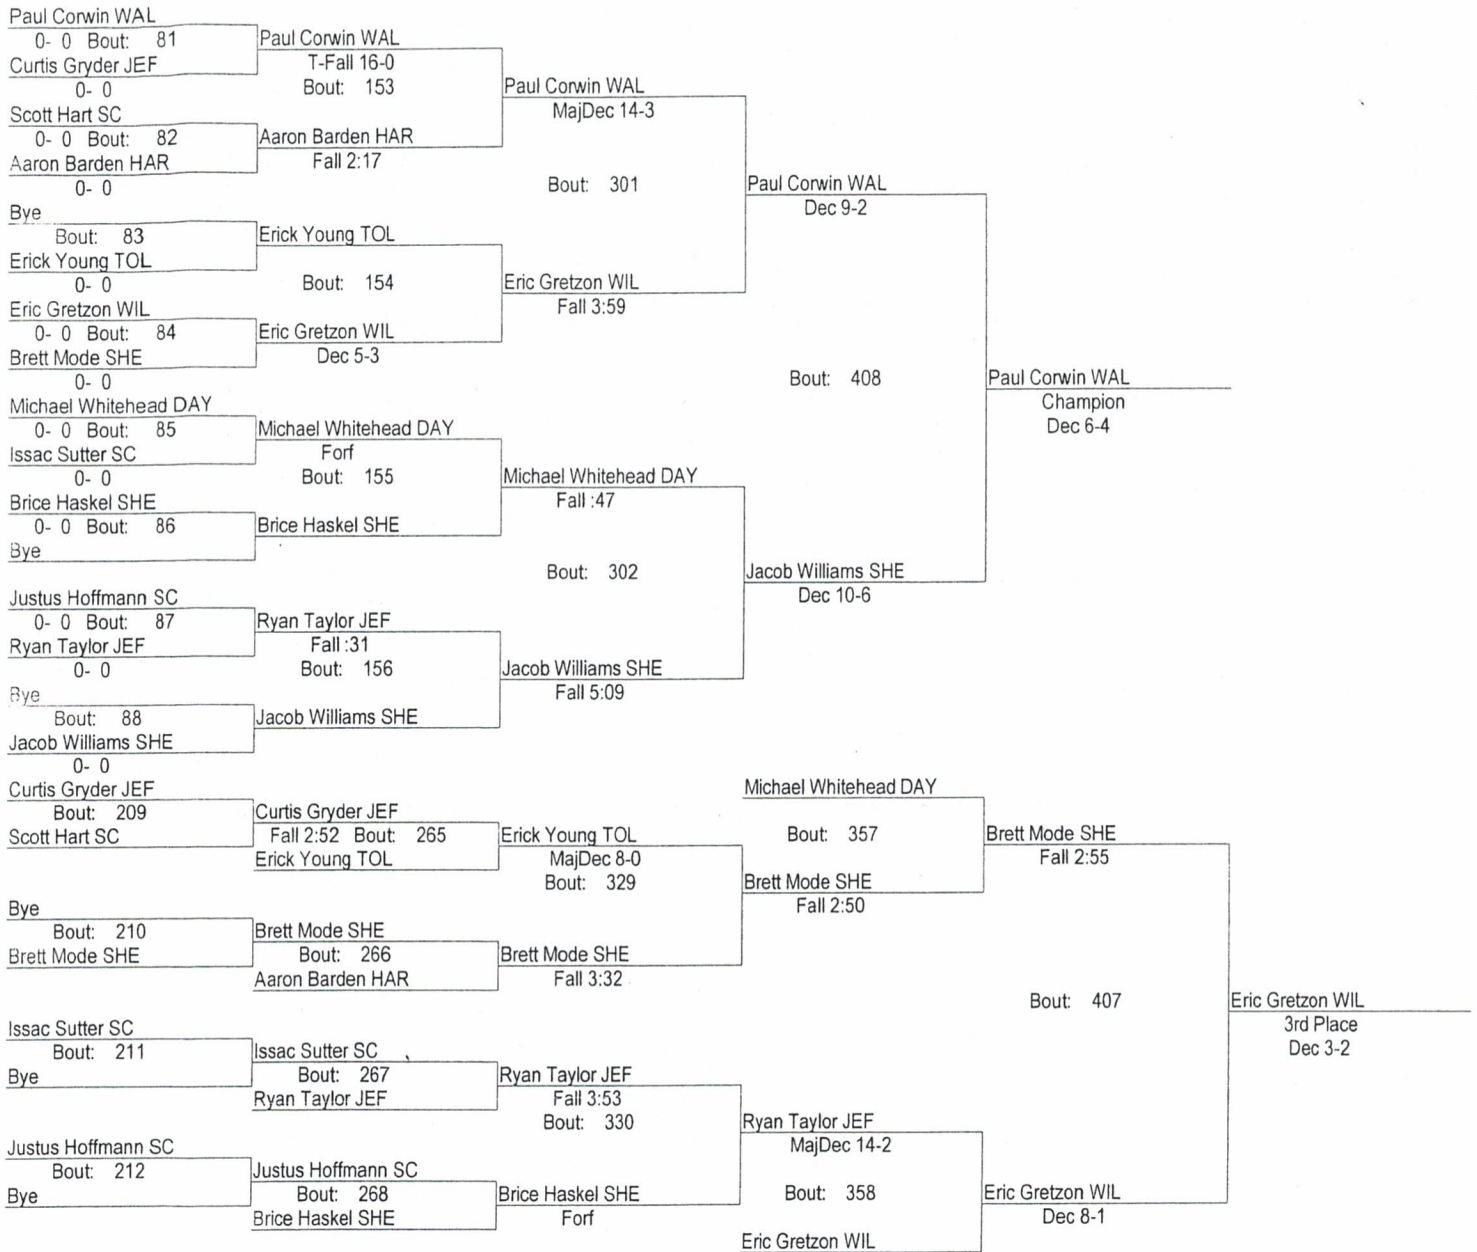 Paul Corwin WAL
0- 0 Bout: 81
Curtis Gryder JEF
0- 0
Scott Hart SC
0- 0 Bout: 82
Aaron Barden HAR
0- 0
Bye
Bout: 83
Erick Young TOL
0- 0
Eric Gretzon WIL
0- 0 Bout: 84
Brett Mode SHE
0- 0
Michael Whitehead DAY
0- 0 Bout: 85
Issac Sutter SC
0- 0
Brice Haskel SHE
0- 0 Bout: 86
Bye
Justus Hoffmann SC
0- 0 Bout: 87
Ryan Taylor JEF
0- 0
Bye
Bout: 88
Jacob Williams SHE
0- 0
Paul Corwin WAL
T-Fall 16-0
Bout: 153
Aaron Barden HAR
Fall 2:17
Erick Young TOL
Bout: 154
Eric Gretzon WIL
Dec 5-3
Michael Whitehead DAY
Forf
Bout: 155
Brice Haskel SHE
Ryan Taylor JEF
Fall :31
Bout: 156
Jacob Williams SHE
Paul Corwin WAL
MajDec 14-3
Bout: 301
Eric Gretzon WIL
Fall 3:59
Michael Whitehead DAY
Fall :47
Bout: 302
Jacob Williams SHE
Fall 5:09
Paul Corwin WAL
Dec 9-2
Bout: 408
Jacob Williams SHE
Dec 10-6
Paul Corwin WAL
Champion
Dec 6-4
Curtis Gryder JEF
Bout: 209
Scott Hart SC
Bye
Bout: 210
Brett Mode SHE
Issac Sutter SC
Bout: 211
Bye
Justus Hoffmann SC
Bout: 212
Bye
Curtis Gryder JEF
Fall 2:52 Bout: 265
Erick Young TOL
Brett Mode SHE
Bout: 266
Aaron Barden HAR
Issac Sutter SC
Bout: 267
Ryan Taylor JEF
Justus Hoffmann SC
Bout: 268
Brice Haskel SHE
Erick Young TOL
MajDec 8-0
Bout: 329
Brett Mode SHE
Fall 3:32
Ryan Taylor JEF
Fall 3:53
Bout: 330
Brice Haskel SHE
Forf
Michael Whitehead DAY
Bout: 357
Brett Mode SHE
Fall 2:50
Ryan Taylor JEF
MajDec 14-2
Bout: 358
Eric Gretzon WIL
Brett Mode SHE
Fall 2:55
Bout: 407
Eric Gretzon WIL
Dec 8-1
Eric Gretzon WIL
3rd Place
Dec 3-2